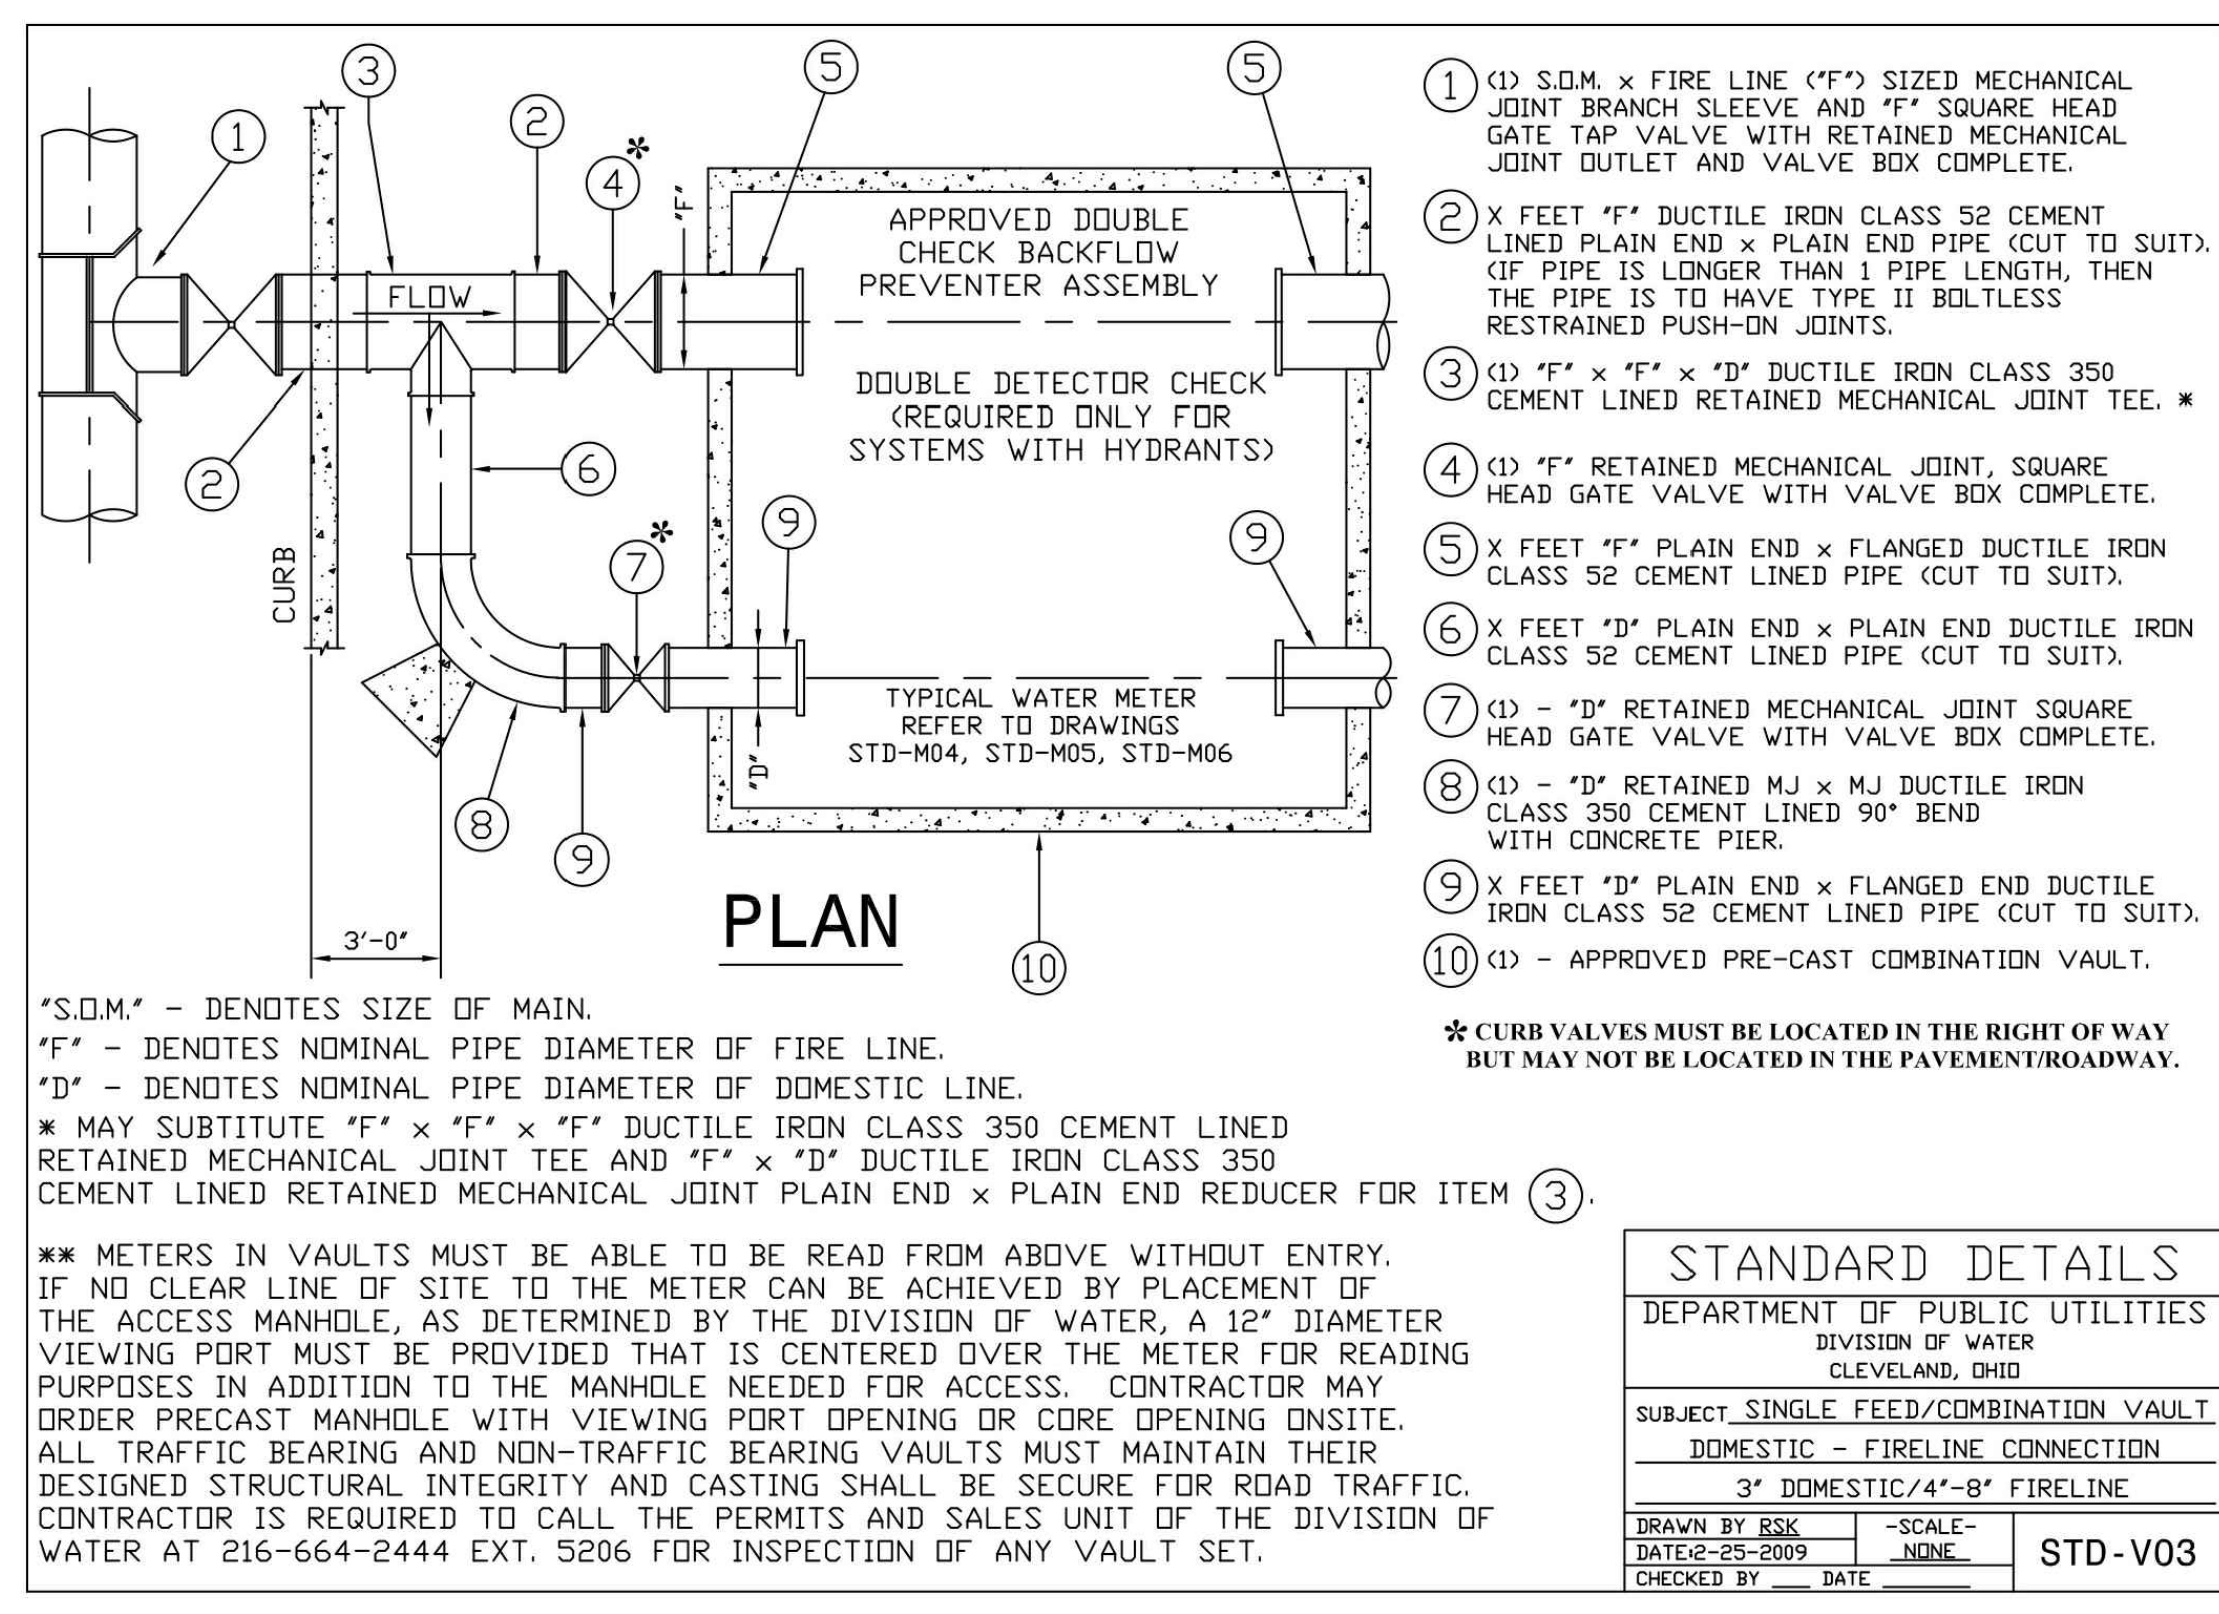 3
5
5
1
2
4
*
"F"
APPROVED DOUBLE
CHECK BACKFLOW
PREVENTER ASSEMBLY
FLOW
DOUBLE DETECTOR CHECK
(REQUIRED ONLY FOR
SYSTEMS WITH HYDRANTS)
2
6
CURB
7
*
9
9
TYPICAL WATER METER
REFER TO DRAWINGS
STD-M04, STD-M05, STD-M06
"D"
8
9
3'-0"
PLAN
10
1 (1) S.O.M. x FIRE LINE ("F") SIZED MECHANICAL
JOINT BRANCH SLEEVE AND "F" SQUARE HEAD
GATE TAP VALVE WITH RETAINED MECHANICAL
JOINT OUTLET AND VALVE BOX COMPLETE.
2 X FEET "F" DUCTILE IRON CLASS 52 CEMENT
LINED PLAIN END x PLAIN END PIPE (CUT TO SUIT).
(IF PIPE IS LONGER THAN 1 PIPE LENGTH, THEN
THE PIPE IS TO HAVE TYPE II BOLTLESS
RESTRAINED PUSH-ON JOINTS.
3 (1) "F" x "F" x "D" DUCTILE IRON CLASS 350
CEMENT LINED RETAINED MECHANICAL JOINT TEE. *
4 (1) "F" RETAINED MECHANICAL JOINT, SQUARE
HEAD GATE VALVE WITH VALVE BOX COMPLETE.
5 X FEET "F" PLAIN END x FLANGED DUCTILE IRON
CLASS 52 CEMENT LINED PIPE (CUT TO SUIT).
6 X FEET "D" PLAIN END x PLAIN END DUCTILE IRON
CLASS 52 CEMENT LINED PIPE (CUT TO SUIT).
7 (1) - "D" RETAINED MECHANICAL JOINT SQUARE
HEAD GATE VALVE WITH VALVE BOX COMPLETE.
8 (1) - "D" RETAINED MJ x MJ DUCTILE IRON
CLASS 350 CEMENT LINED 90° BEND
WITH CONCRETE PIER.
9 X FEET "D" PLAIN END x FLANGED END DUCTILE
IRON CLASS 52 CEMENT LINED PIPE (CUT TO SUIT).
10 (1) - APPROVED PRE-CAST COMBINATION VAULT.
* CURB VALVES MUST BE LOCATED IN THE RIGHT OF WAY
BUT MAY NOT BE LOCATED IN THE PAVEMENT/ROADWAY.
"S.O.M." - DENOTES SIZE OF MAIN.
"F" - DENOTES NOMINAL PIPE DIAMETER OF FIRE LINE.
"D" - DENOTES NOMINAL PIPE DIAMETER OF DOMESTIC LINE.
* MAY SUBTITUTE "F" x "F" x "F" DUCTILE IRON CLASS 350 CEMENT LINED
RETAINED MECHANICAL JOINT TEE AND "F" x "D" DUCTILE IRON CLASS 350
CEMENT LINED RETAINED MECHANICAL JOINT PLAIN END x PLAIN END REDUCER FOR ITEM 3.
** METERS IN VAULTS MUST BE ABLE TO BE READ FROM ABOVE WITHOUT ENTRY.
IF NO CLEAR LINE OF SITE TO THE METER CAN BE ACHIEVED BY PLACEMENT OF
THE ACCESS MANHOLE, AS DETERMINED BY THE DIVISION OF WATER, A 12" DIAMETER
VIEWING PORT MUST BE PROVIDED THAT IS CENTERED OVER THE METER FOR READING
PURPOSES IN ADDITION TO THE MANHOLE NEEDED FOR ACCESS. CONTRACTOR MAY
ORDER PRECAST MANHOLE WITH VIEWING PORT OPENING OR CORE OPENING ONSITE.
ALL TRAFFIC BEARING AND NON-TRAFFIC BEARING VAULTS MUST MAINTAIN THEIR
DESIGNED STRUCTURAL INTEGRITY AND CASTING SHALL BE SECURE FOR ROAD TRAFFIC.
CONTRACTOR IS REQUIRED TO CALL THE PERMITS AND SALES UNIT OF THE DIVISION OF
WATER AT 216-664-2444 EXT. 5206 FOR INSPECTION OF ANY VAULT SET.
STANDARD DETAILS
DEPARTMENT OF PUBLIC UTILITIES
DIVISION OF WATER
CLEVELAND, OHIO
SUBJECT SINGLE FEED/COMBINATION VAULT
DOMESTIC - FIRELINE CONNECTION
3" DOMESTIC/4"-8" FIRELINE
DRAWN BY RSK
DATE:2-25-2009
CHECKED BY ___ DATE ___
-SCALE-
NONE
STD-V03